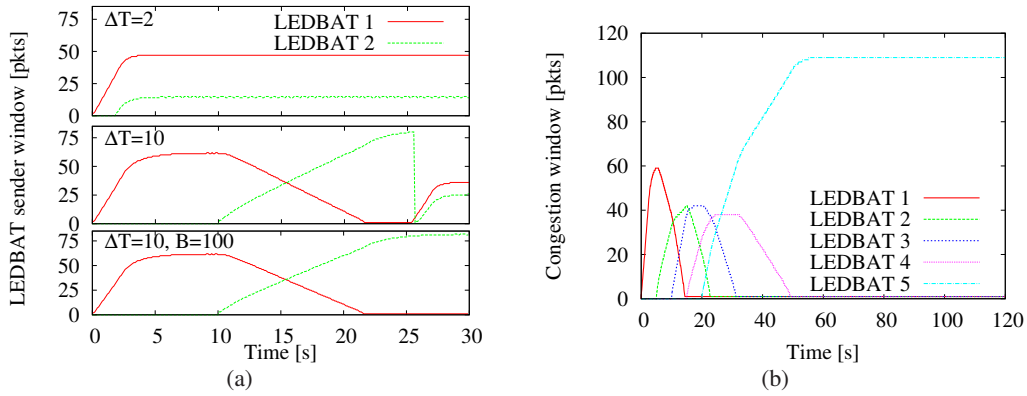 LEDBAT sender window [pkts]
ΔT=2
LEDBAT 1
LEDBAT 2
75
50
25
0
ΔT=10
75
50
25
0
ΔT=10, B=100
75
50
25
0
0 5 10 15 20 25 30
Time [s]
(a)
Congestion window [pkts]
120
100
80
60
40
20
0
LEDBAT 1
LEDBAT 2
LEDBAT 3
LEDBAT 4
LEDBAT 5
0 20 40 60 80 100 120
Time [s]
(b)